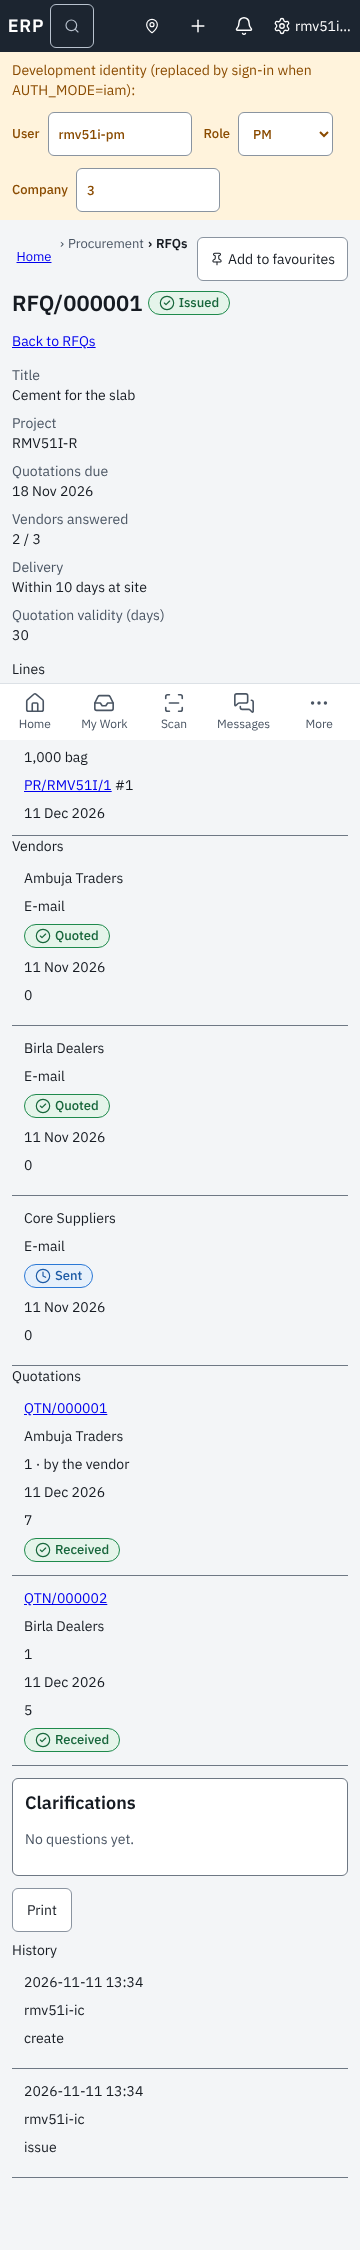 ERP
rmv51i...
Development identity (replaced by sign-in when
AUTH_MODE=iam):
User
rmv51i-pm
Role
PM
Company
3
Home
› Procurement › RFQs
Add to favourites
RFQ/000001
Issued
Back to RFQs
Title
Cement for the slab
Project
RMV51I-R
Quotations due
18 Nov 2026
Vendors answered
2 / 3
Delivery
Within 10 days at site
Quotation validity (days)
30
Lines
Home
My Work
Scan
Messages
More
1,000 bag
PR/RMV51I/1 #1
11 Dec 2026
Vendors
Ambuja Traders
E-mail
Quoted
11 Nov 2026
0
Birla Dealers
E-mail
Quoted
11 Nov 2026
0
Core Suppliers
E-mail
Sent
11 Nov 2026
0
Quotations
QTN/000001
Ambuja Traders
1 · by the vendor
11 Dec 2026
7
Received
QTN/000002
Birla Dealers
1
11 Dec 2026
5
Received
Clarifications
No questions yet.
Print
History
2026-11-11 13:34
rmv51i-ic
create
2026-11-11 13:34
rmv51i-ic
issue